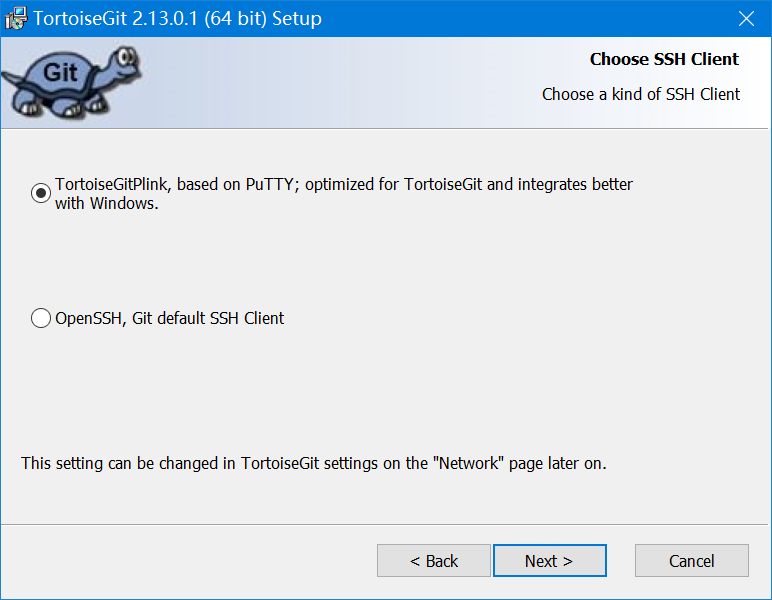 TortoiseGit 2.13.0.1 (64 bit) Setup
Git
Choose SSH Client
Choose a kind of SSH Client
TortoiseGitPlink, based on PuTTY; optimized for TortoiseGit and integrates better
with Windows.
OpenSSH, Git default SSH Client
This setting can be changed in TortoiseGit settings on the "Network" page later on.
< Back
Next >
Cancel